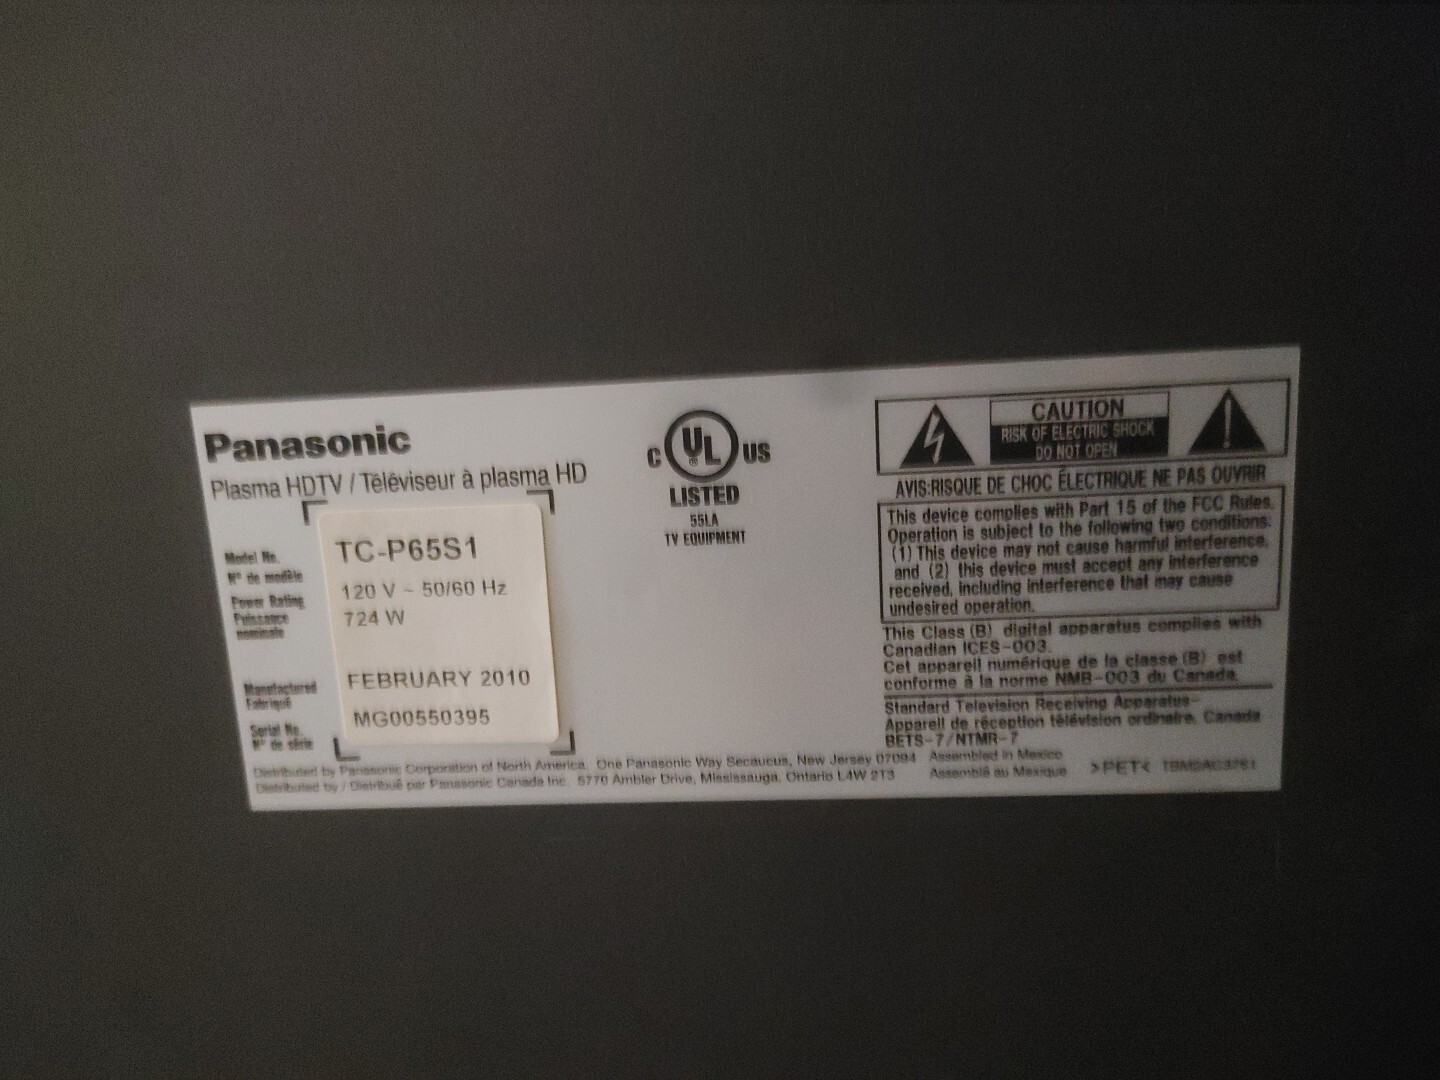 Panasonic
Plasma HDTV / Téléviseur à plasma HD
Model No.
N° de modèle
TC-P65S1
Power Rating
Puissance
nominale
120 V ~ 50/60 Hz
724 W
Manufactured
Fabriqué
FEBRUARY 2010
Serial No.
N° de série
MG00550395
C UL US
®
LISTED
55LA
TV EQUIPMENT
CAUTION
RISK OF ELECTRIC SHOCK
DO NOT OPEN
AVIS:RISQUE DE CHOC ÉLECTRIQUE NE PAS OUVRIR
This device complies with Part 15 of the FCC Rules.
Operation is subject to the following two conditions:
(1) This device may not cause harmful interference,
and (2) this device must accept any interference
received, including interference that may cause
undesired operation.
This Class (B) digital apparatus complies with
Canadian ICES-003.
Cet appareil numérique de la classe (B) est
conforme à la norme NMB-003 du Canada.
Standard Television Receiving Apparatus-
Appareil de réception télévision ordinaire, Canada
BETS-7/NTMR-7
Distributed by Panasonic Corporation of North America. One Panasonic Way Secaucus, New Jersey 07094
Distributed by / Distribué par Panasonic Canada Inc. 5770 Ambler Drive, Mississauga, Ontario L4W 2T3
Assembled in Mexico
Assemblé au Mexique
>PET<